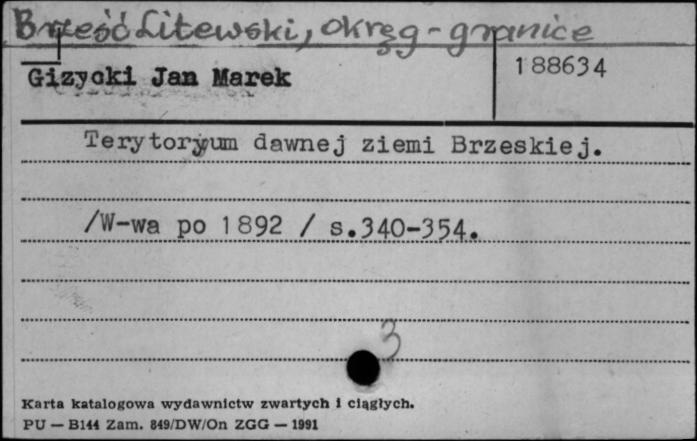 Brześć Litewski, okręg - granice
Giżycki Jan Marek
188634
Terytoryum dawnej ziemi Brzeskiej.
/W-wa po 1892 / s.340-354.
3
Karta katalogowa wydawnictw zwartych i ciągłych.
PU — B144 Zam. 849/DW/On ZGG — 1991